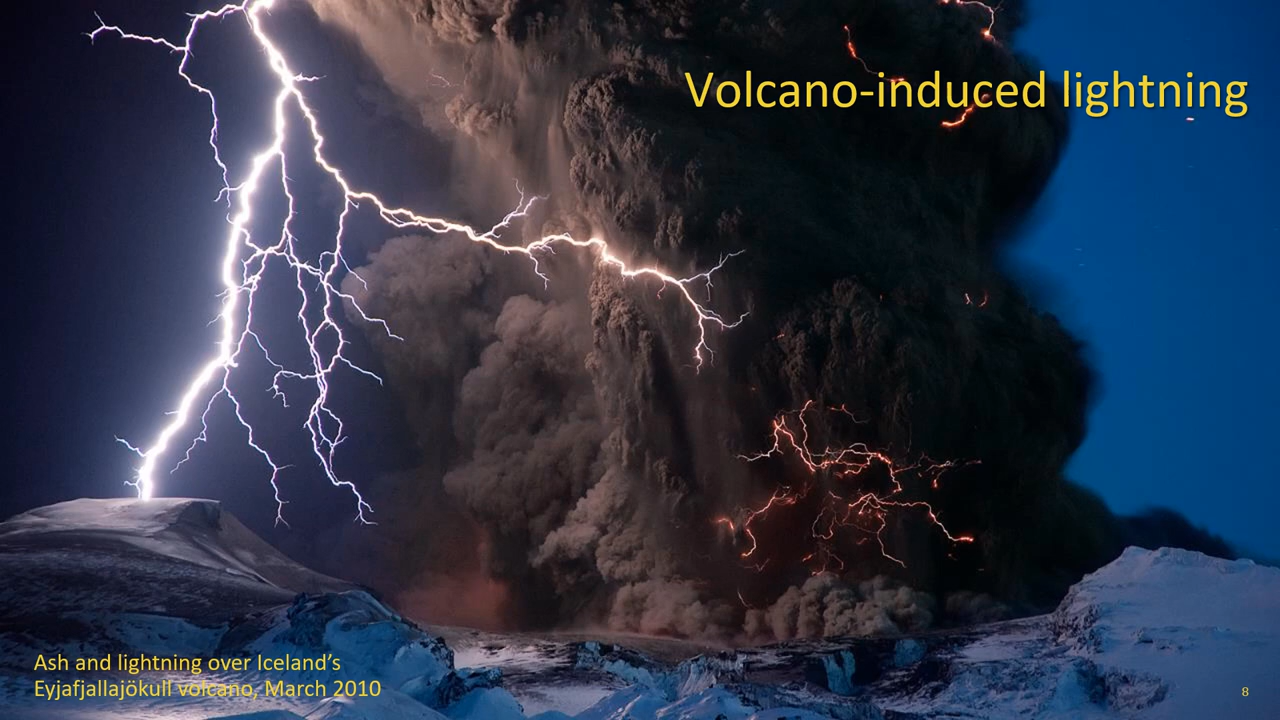 Volcano-induced lightning
Ash and lightning over Iceland’s
Eyjafjallajökull volcano, March 2010
8